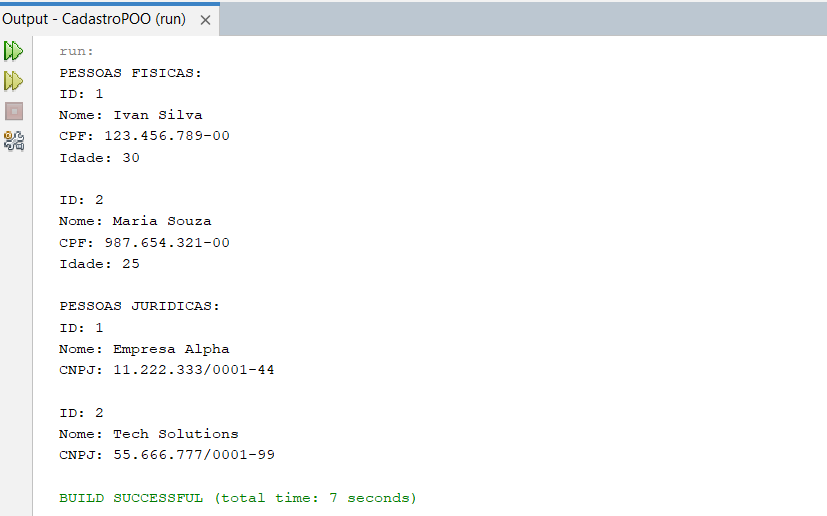 Output - CadastroPOO (run)
run:
PESSOAS FISICAS:
ID: 1
Nome: Ivan Silva
CPF: 123.456.789-00
Idade: 30
ID: 2
Nome: Maria Souza
CPF: 987.654.321-00
Idade: 25
PESSOAS JURIDICAS:
ID: 1
Nome: Empresa Alpha
CNPJ: 11.222.333/0001-44
ID: 2
Nome: Tech Solutions
CNPJ: 55.666.777/0001-99
BUILD SUCCESSFUL (total time: 7 seconds)